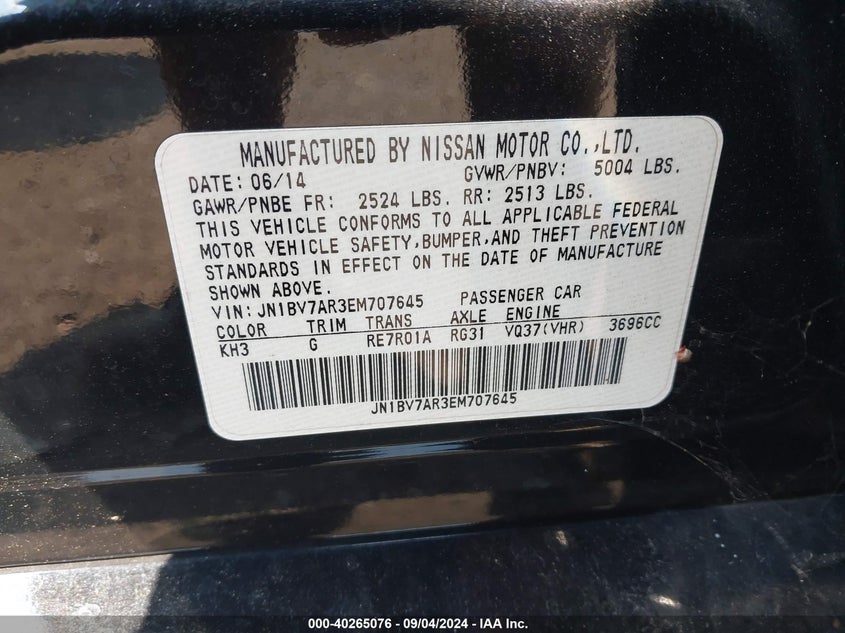 MANUFACTURED BY NISSAN MOTOR CO.,LTD.
DATE: 06/14 GVWR/PNBV: 5004 LBS.
GAWR/PNBE FR: 2524 LBS. RR: 2513 LBS.
THIS VEHICLE CONFORMS TO ALL APPLICABLE FEDERAL
MOTOR VEHICLE SAFETY,BUMPER,AND THEFT PREVENTION
STANDARDS IN EFFECT ON THE DATE OF MANUFACTURE
SHOWN ABOVE.
VIN:JN1BV7AR3EM707645 PASSENGER CAR
COLOR TRIM TRANS AXLE ENGINE
KH3 G RE7R01A RG31 VQ37(VHR) 3696CC
JN1BV7AR3EM707645
000-40265076 - 09/04/2024 - IAA Inc.